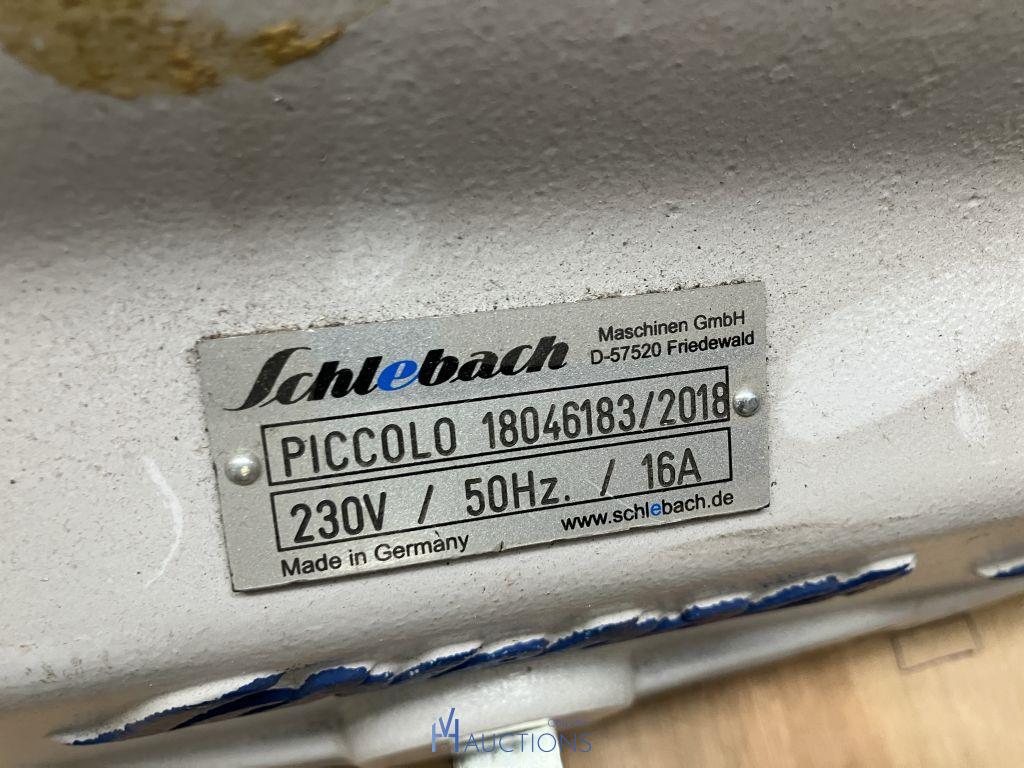 Schlebach
Maschinen GmbH
D-57520 Friedewald
PICCOLO 18046183/2018
230V / 50Hz. / 16A
Made in Germany
www.schlebach.de
AUCTIONS